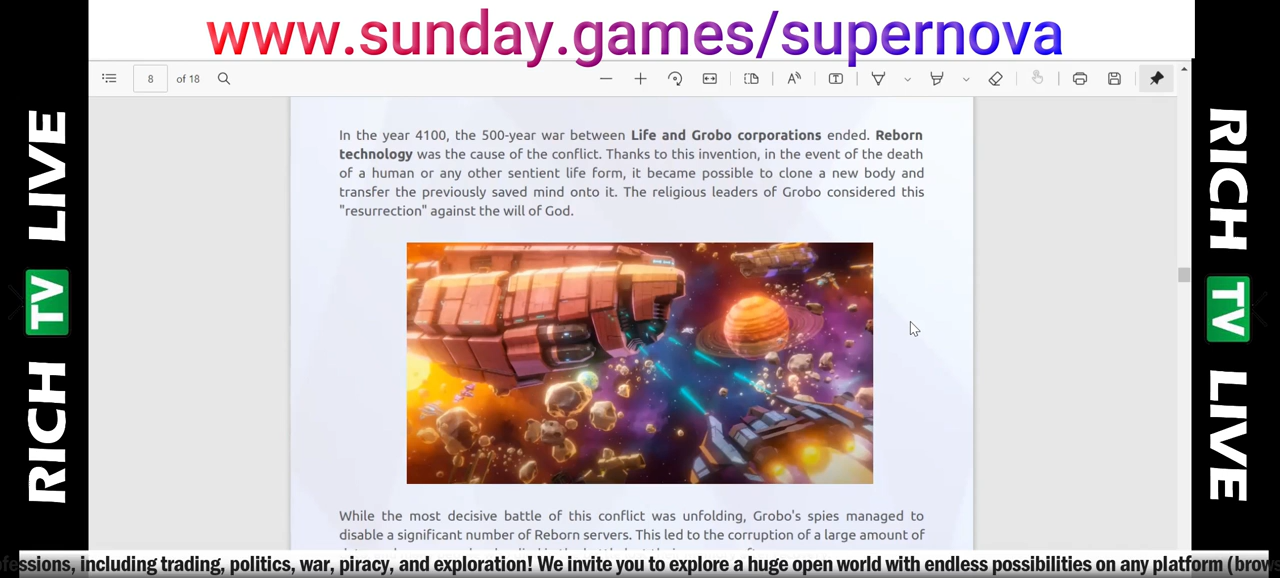 www.sunday.games/supernova
8 of 18
In the year 4100, the 500-year war between Life and Grobo corporations ended. Reborn
technology was the cause of the conflict. Thanks to this invention, in the event of the death
of a human or any other sentient life form, it became possible to clone a new body and
transfer the previously saved mind onto it. The religious leaders of Grobo considered this
"resurrection" against the will of God.
While the most decisive battle of this conflict was unfolding, Grobo's spies managed to
disable a significant number of Reborn servers. This led to the corruption of a large amount of
including trading, politics, war, piracy, and exploration! We invite you to explore a huge open world with endless possibilities on any platform
RICH TV LIVE
RICH TV LIVE